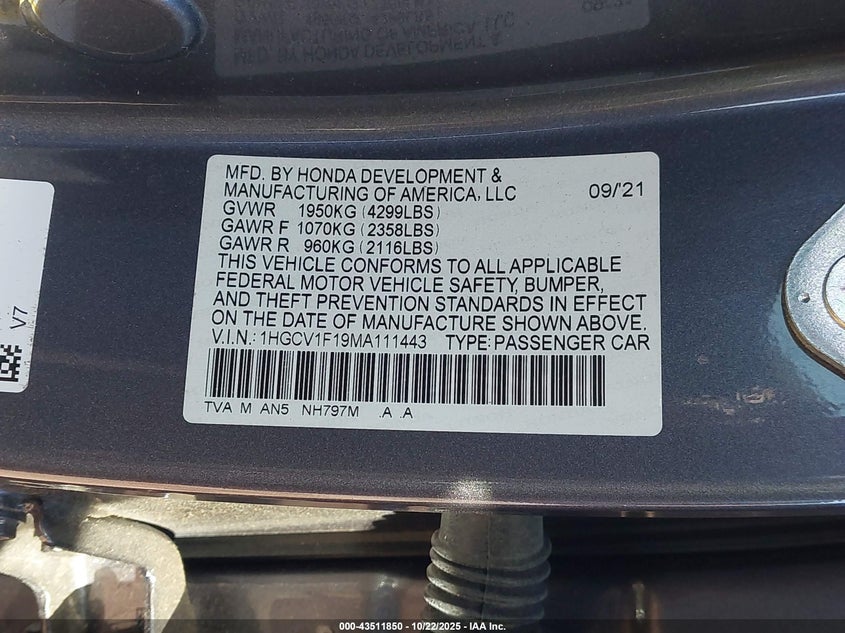 MFD. BY HONDA DEVELOPMENT &
MANUFACTURING OF AMERICA, LLC 09/'21
GVWR 1950KG (4299LBS)
GAWR F 1070KG (2358LBS)
GAWR R 960KG (2116LBS)
THIS VEHICLE CONFORMS TO ALL APPLICABLE
FEDERAL MOTOR VEHICLE SAFETY, BUMPER,
AND THEFT PREVENTION STANDARDS IN EFFECT
ON THE DATE OF MANUFACTURE SHOWN ABOVE.
V.I.N.: 1HGCV1F19MA111443 TYPE: PASSENGER CAR
TVA M AN5 NH797M .A .A
V7
000-43511850 | 10/22/2025 - IAA Inc.